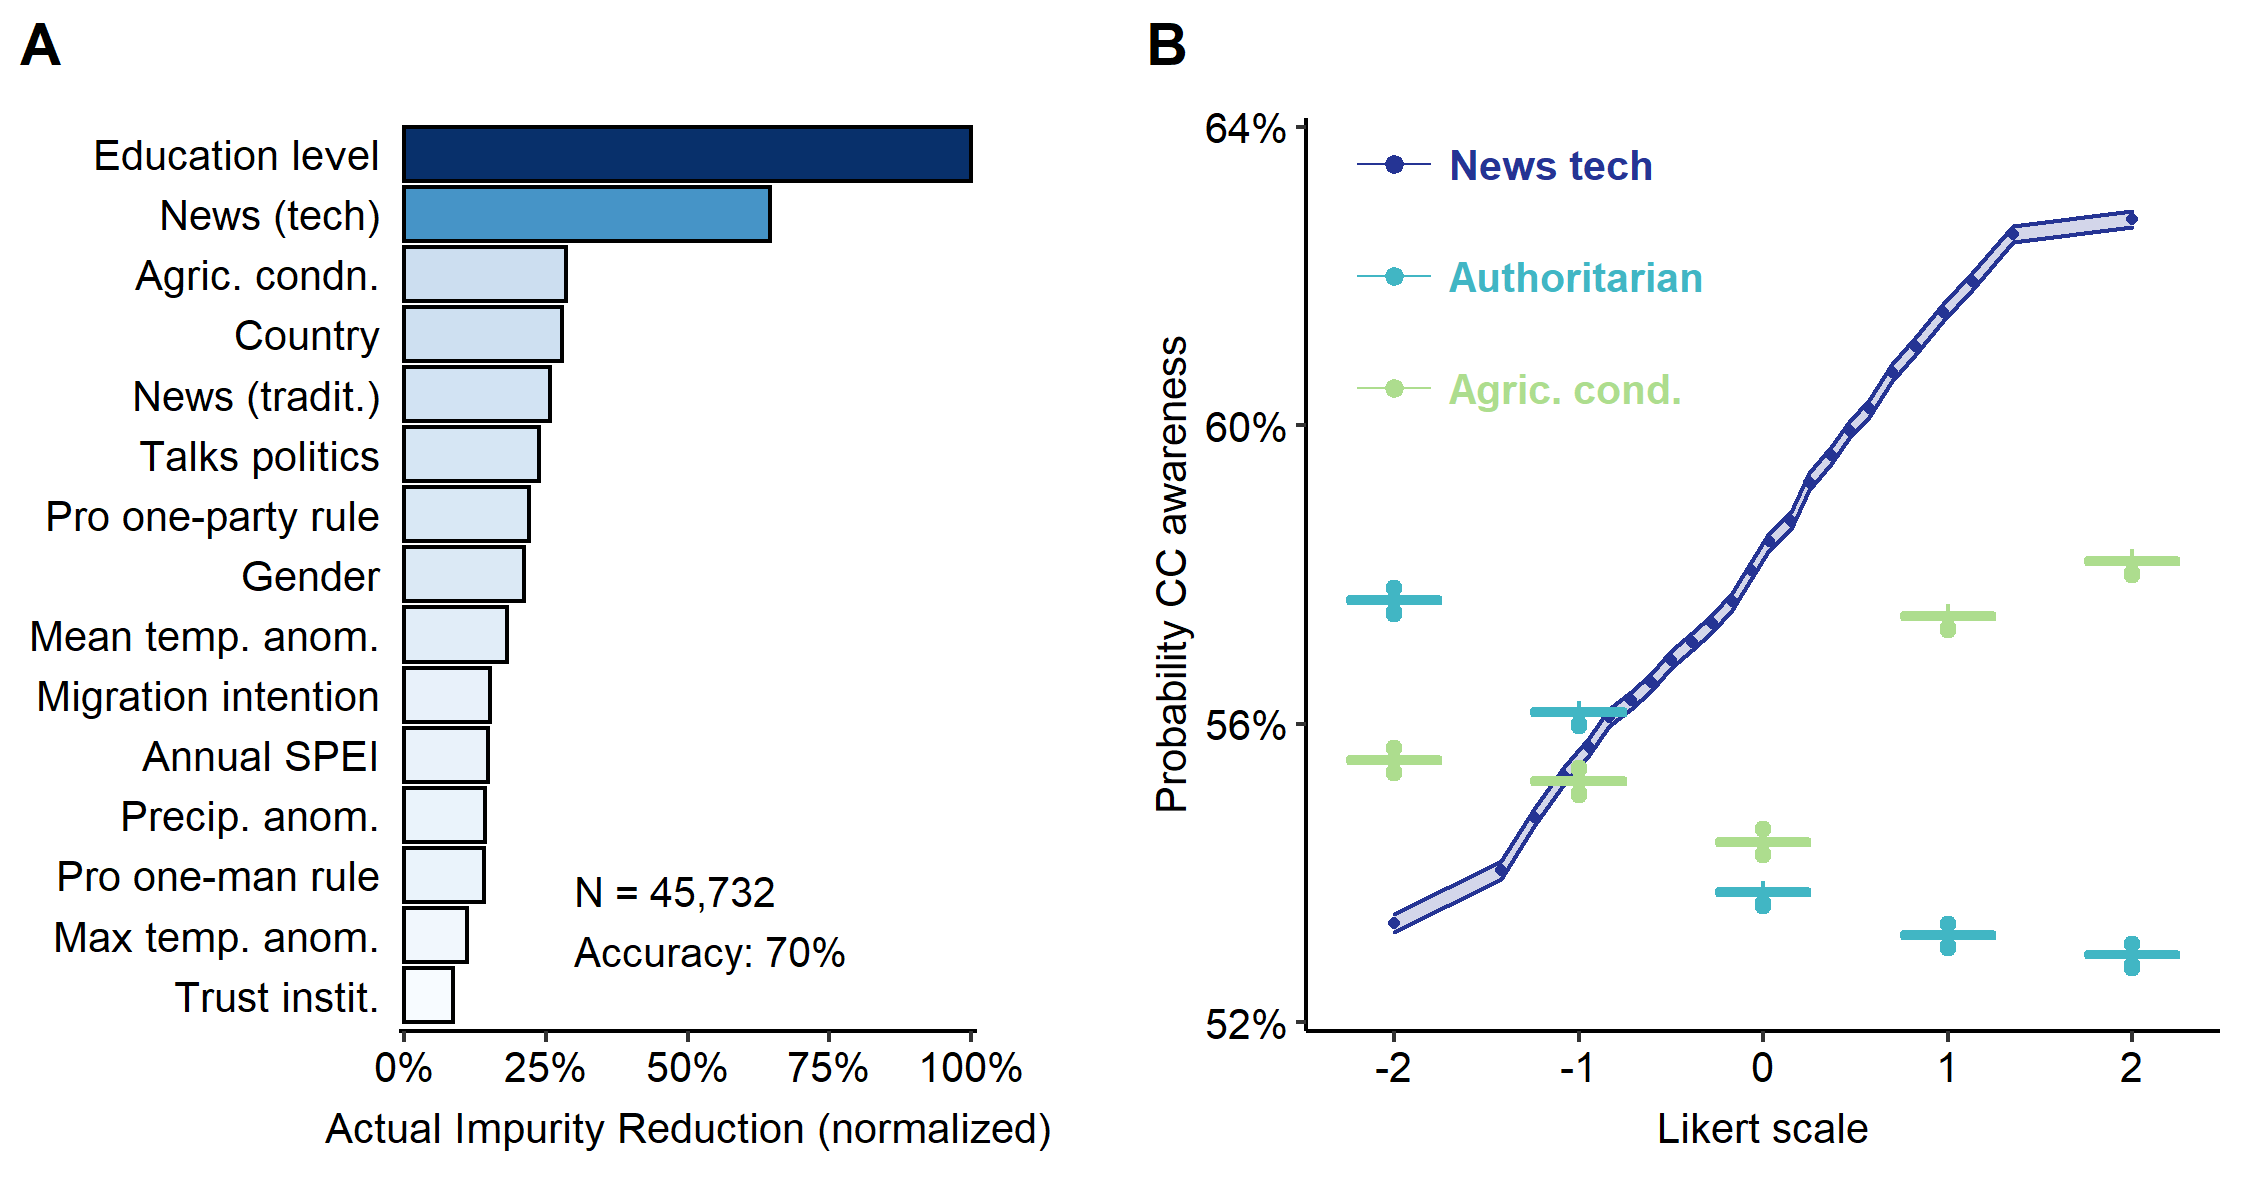 A
Education level
News (tech)
Agric. condn.
Country
News (tradit.)
Talks politics
Pro one-party rule
Gender
Mean temp. anom.
Migration intention
Annual SPEI
Precip. anom.
Pro one-man rule
Max temp. anom.
Trust instit.
N = 45,732
Accuracy: 70%
0% 25% 50% 75% 100%
Actual Impurity Reduction (normalized)
B
Probability CC awareness
64%
60%
56%
52%
News tech
Authoritarian
Agric. cond.
-2 -1 0 1 2
Likert scale